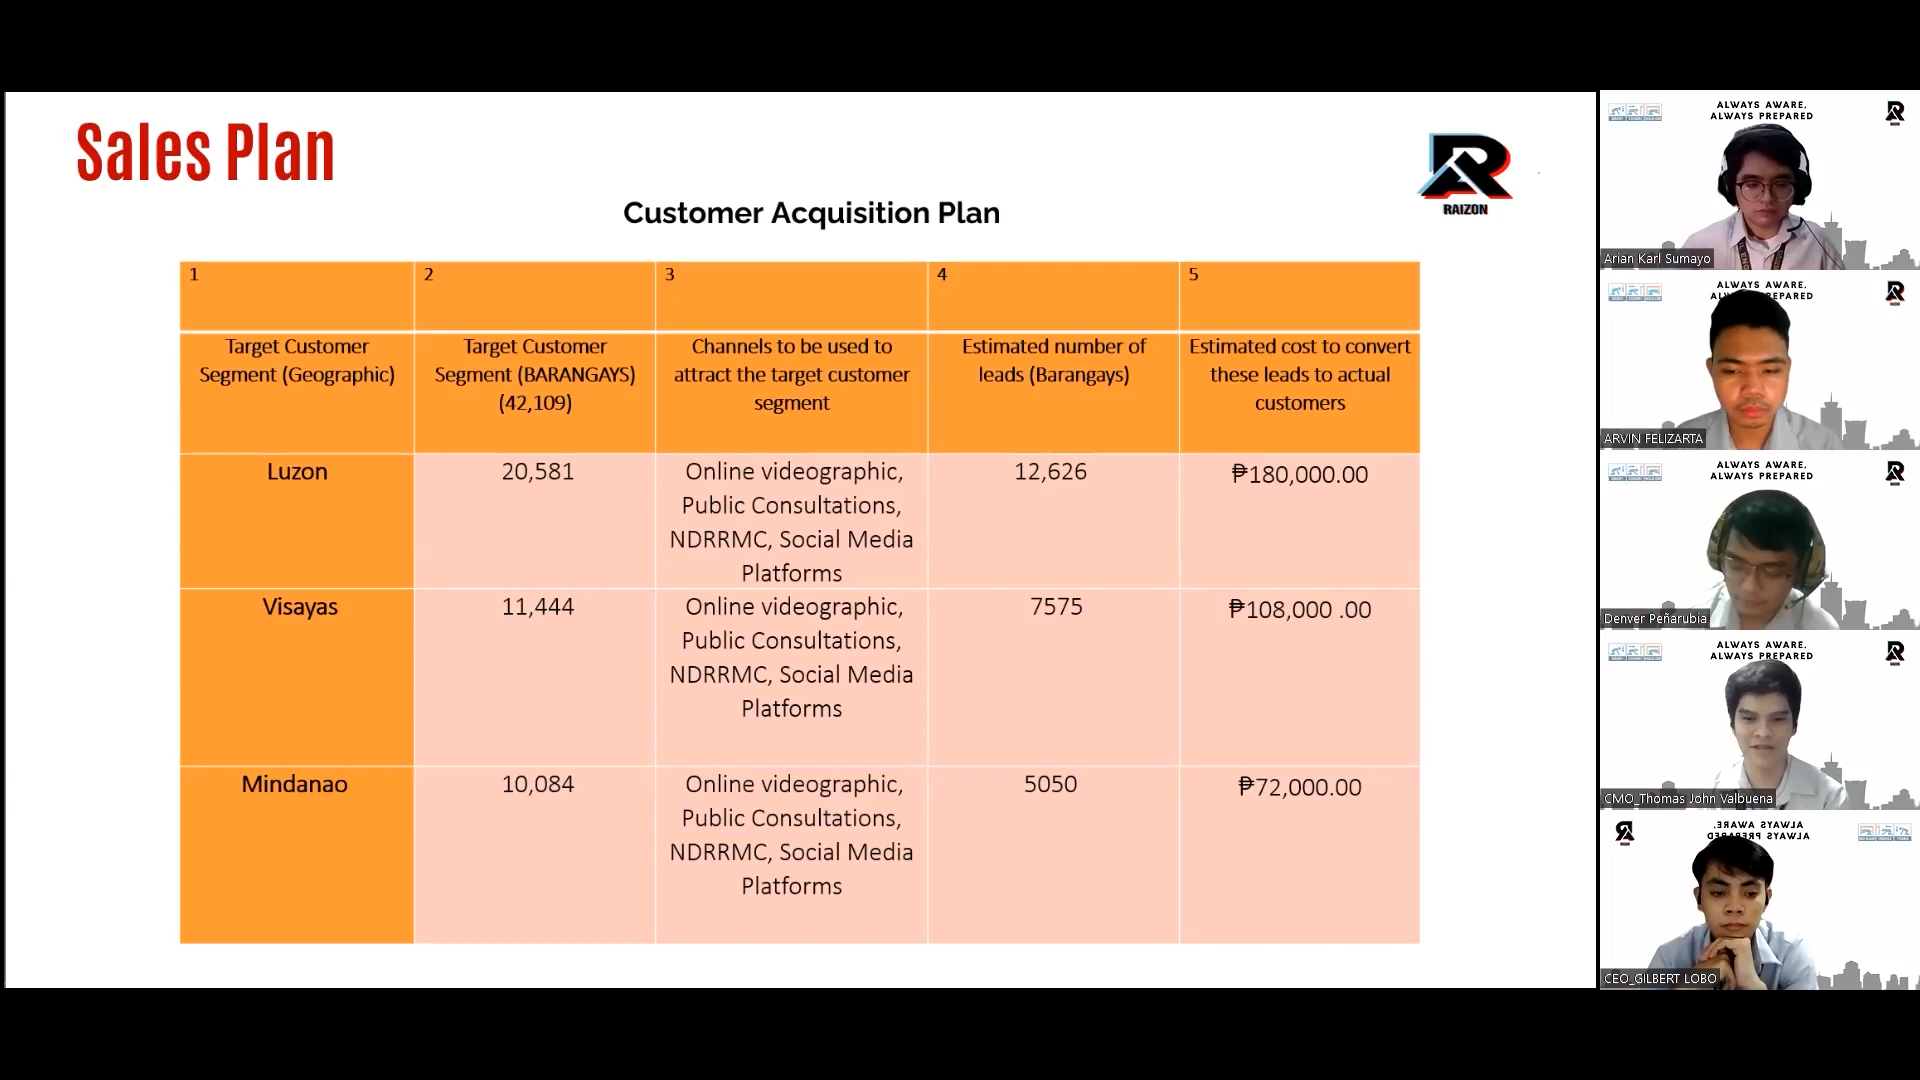 Sales Plan
RAIZON
Customer Acquisition Plan
1
2
3
4
5
Target Customer
Segment (Geographic)
Target Customer
Segment (BARANGAYS)
(42,109)
Channels to be used to
attract the target customer
segment
Estimated number of
leads (Barangays)
Estimated cost to convert
these leads to actual
customers
Luzon
20,581
Online videographic,
Public Consultations,
NDRRMC, Social Media
Platforms
12,626
₱180,000.00
Visayas
11,444
Online videographic,
Public Consultations,
NDRRMC, Social Media
Platforms
7575
₱108,000 .00
Mindanao
10,084
Online videographic,
Public Consultations,
NDRRMC, Social Media
Platforms
5050
₱72,000.00
ALWAYS AWARE.
ALWAYS PREPARED
Arian Karl Sumayo
ALWAYS AWARE.
ARVIN FELIZARTA
ALWAYS AWARE.
ALWAYS PREPARED
Denver Peñarubia
ALWAYS AWARE.
ALWAYS PREPARED
CMO_Thomas John Valbuena
ALWAYS AWARE.
ALWAYS PREPARED
CEO_GILBERT LOBO